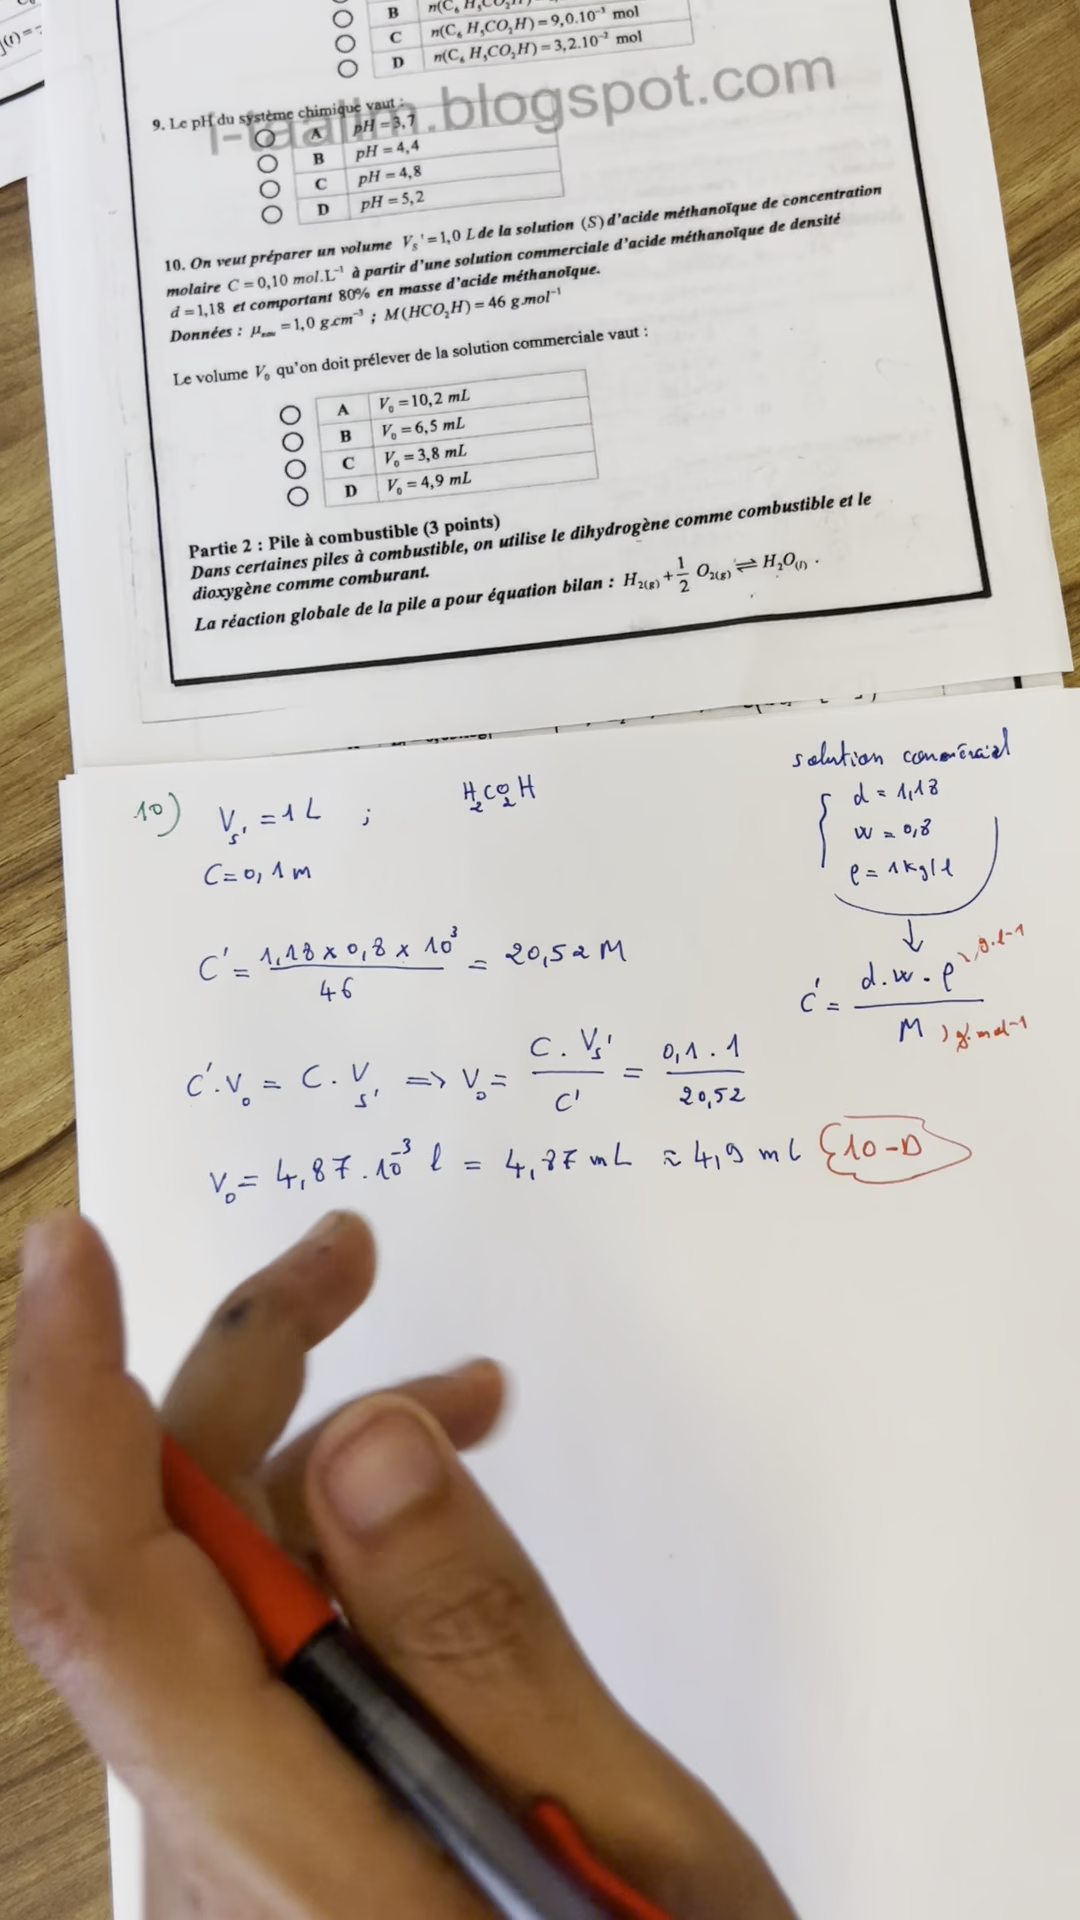 B n(C₆H₅CO₂H)
C n(C₆H₅CO₂H) = 9,0.10⁻³ mol
D n(C₆H₅CO₂H) = 3,2.10⁻² mol
i-taalim.blogspot.com
9. Le pH du système chimique vaut :
A pH = 3,7
B pH = 4,4
C pH = 4,8
D pH = 5,2
10. On veut préparer un volume Vₛ' = 1,0 L de la solution (S) d'acide méthanoïque de concentration
molaire C = 0,10 mol.L⁻¹ à partir d'une solution commerciale d'acide méthanoïque de densité
d = 1,18 et comportant 80% en masse d'acide méthanoïque.
Données : μₑₐᵤ = 1,0 g.cm⁻³ ; M(HCO₂H) = 46 g.mol⁻¹
Le volume V₀ qu'on doit prélever de la solution commerciale vaut :
A V₀ = 10,2 mL
B V₀ = 6,5 mL
C V₀ = 3,8 mL
D V₀ = 4,9 mL
Partie 2 : Pile à combustible (3 points)
Dans certaines piles à combustible, on utilise le dihydrogène comme combustible et le
dioxygène comme comburant.
La réaction globale de la pile a pour équation bilan : H₂(g) + 1/2 O₂(g) ⇌ H₂O(l) .
solution commercial
10) Vₛ' = 1 L ; H₂CO₂H
d = 1,18
w = 0,8
C = 0,1 m
ρ = 1 kg/l
C' = 1,18 × 0,8 × 10³ / 46 = 20,52 M
C' = d.w.ρ / M
g.l-1
g.mol-1
C'.V₀ = C.Vₛ' => V₀ = C.Vₛ' / C' = 0,1.1 / 20,52
V₀ = 4,87.10⁻³ l = 4,87 mL ≈ 4,9 mL 10-D